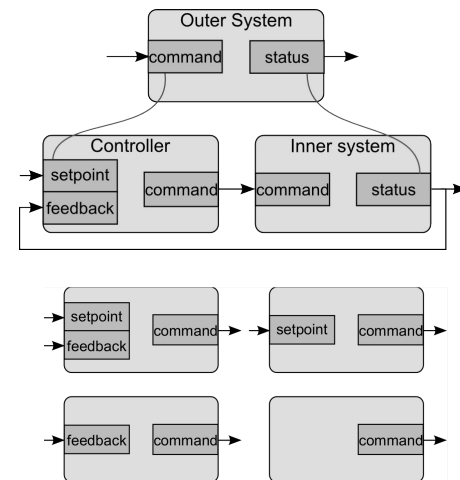 Outer System
command status
Controller Inner system
setpoint
command command status
feedback
setpoint
command setpoint command
feedback
feedback command command